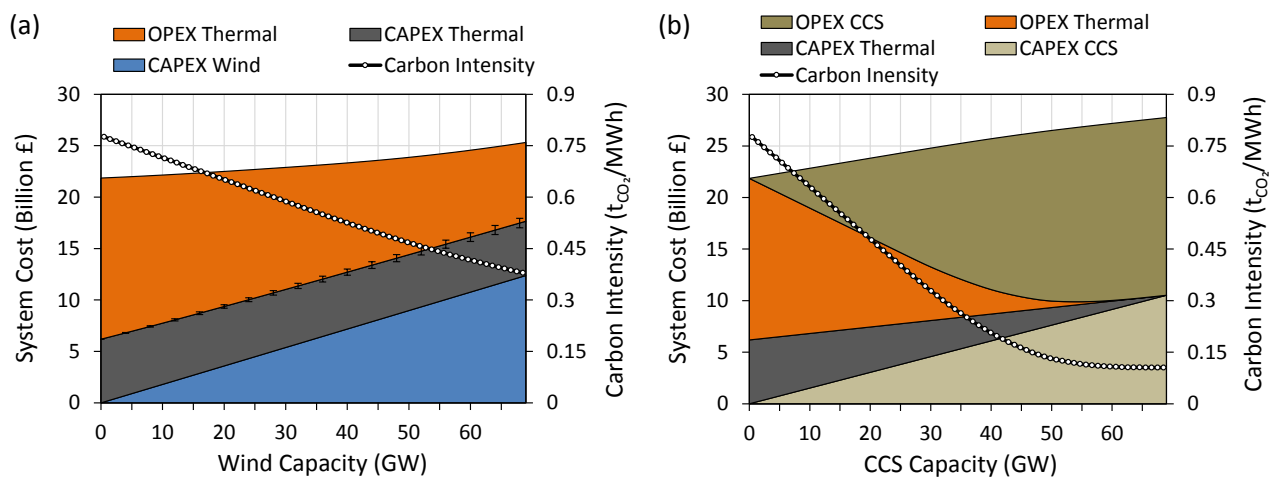 (a)
OPEX Thermal
CAPEX Thermal
CAPEX Wind
Carbon Intensity
30
25
20
15
10
5
0
System Cost (Billion £)
0.9
0.75
0.6
0.45
0.3
0.15
0
Carbon Intensity (tCO₂/MWh)
0 10 20 30 40 50 60
Wind Capacity (GW)
(b)
OPEX CCS
OPEX Thermal
CAPEX Thermal
CAPEX CCS
Carbon Inensity
30
25
20
15
10
5
0
System Cost (Billion £)
0.9
0.75
0.6
0.45
0.3
0.15
0
Carbon Intensity (tCO₂/MWh)
0 10 20 30 40 50 60
CCS Capacity (GW)